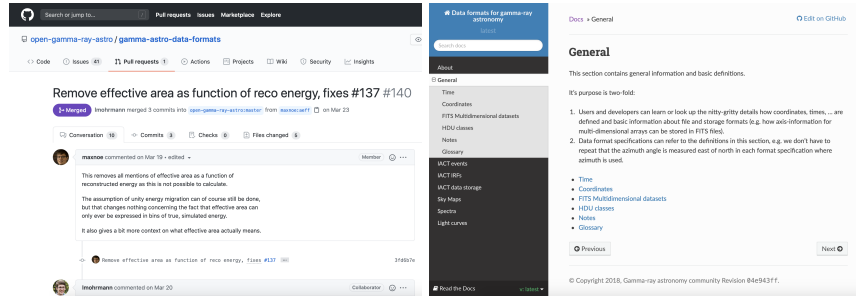 Search or jump to...
Pull requests Issues Marketplace Explore
open-gamma-ray-astro / gamma-astro-data-formats
Code Issues 41 Pull requests 1 Actions Projects Wiki Security Insights
Remove effective area as function of reco energy, fixes #137 #140
Merged lmohrmann merged 3 commits into open-gamma-ray-astro:master from maxnoe:aeff on Mar 23
Conversation 10 Commits 3 Checks 0 Files changed 5
maxnoe commented on Mar 19 • edited Member
This removes all mentions of effective area as a function of
reconstructed energy as this is not possible to calculate.
The assumption of unity energy migration can of course still be done,
but that changes nothing concerning the fact that effective area can
only ever be expressed in bins of true, simulated energy.
It also gives a bit more context on what effective area actually means.
Remove effective area as function of reco energy, fixes #137 3fd6b7e
lmohrmann commented on Mar 20 Collaborator
Data formats for gamma-ray
astronomy
latest
Search docs
About
General
Time
Coordinates
FITS Multidimensional datasets
HDU classes
Notes
Glossary
IACT events
IACT IRFs
IACT data storage
Sky Maps
Spectra
Light curves
Read the Docs v: latest
Docs » General Edit on GitHub
General
This section contains general information and basic definitions.
It's purpose is two-fold:
1. Users and developers can learn or look up the nitty-gritty details how coordinates, times, ... are
defined and basic information about file and storage formats (e.g. how axis-information for
multi-dimensional arrays can be stored in FITS files).
2. Data format specifications can refer to the definitions in this section, e.g. we don't have to
repeat that the azimuth angle is measured east of north in each format specification where
azimuth is used.
• Time
• Coordinates
• FITS Multidimensional datasets
• HDU classes
• Notes
• Glossary
Previous Next
© Copyright 2018, Gamma-ray astronomy community Revision 04e943ff.